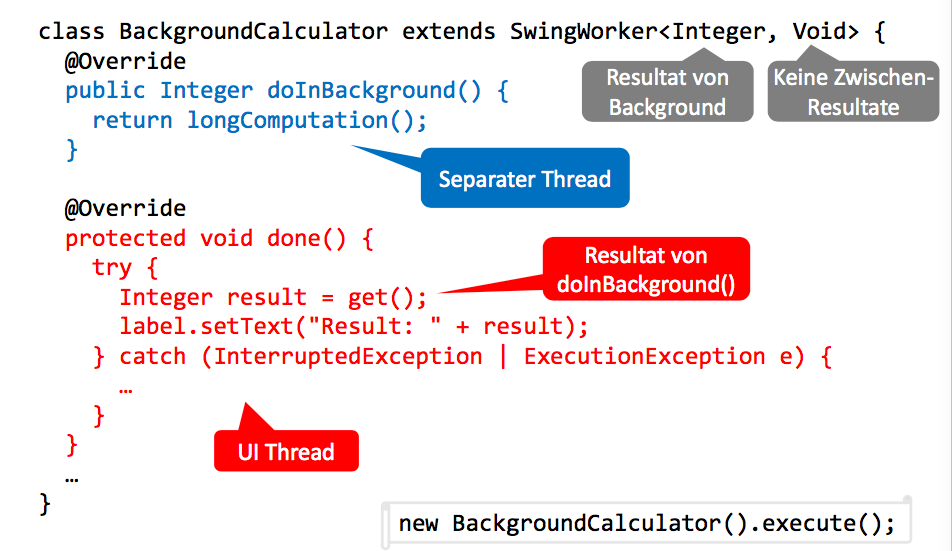 class BackgroundCalculator extends SwingWorker<Integer, Void> {
@Override
Resultat von
Background
Keine Zwischen-
Resultate
public Integer doInBackground() {
return longComputation();
}
Separater Thread
@Override
protected void done() {
try {
Resultat von
doInBackground()
Integer result = get();
label.setText("Result: " + result);
} catch (InterruptedException | ExecutionException e) {
…
}
UI Thread
}
…
}
new BackgroundCalculator().execute();